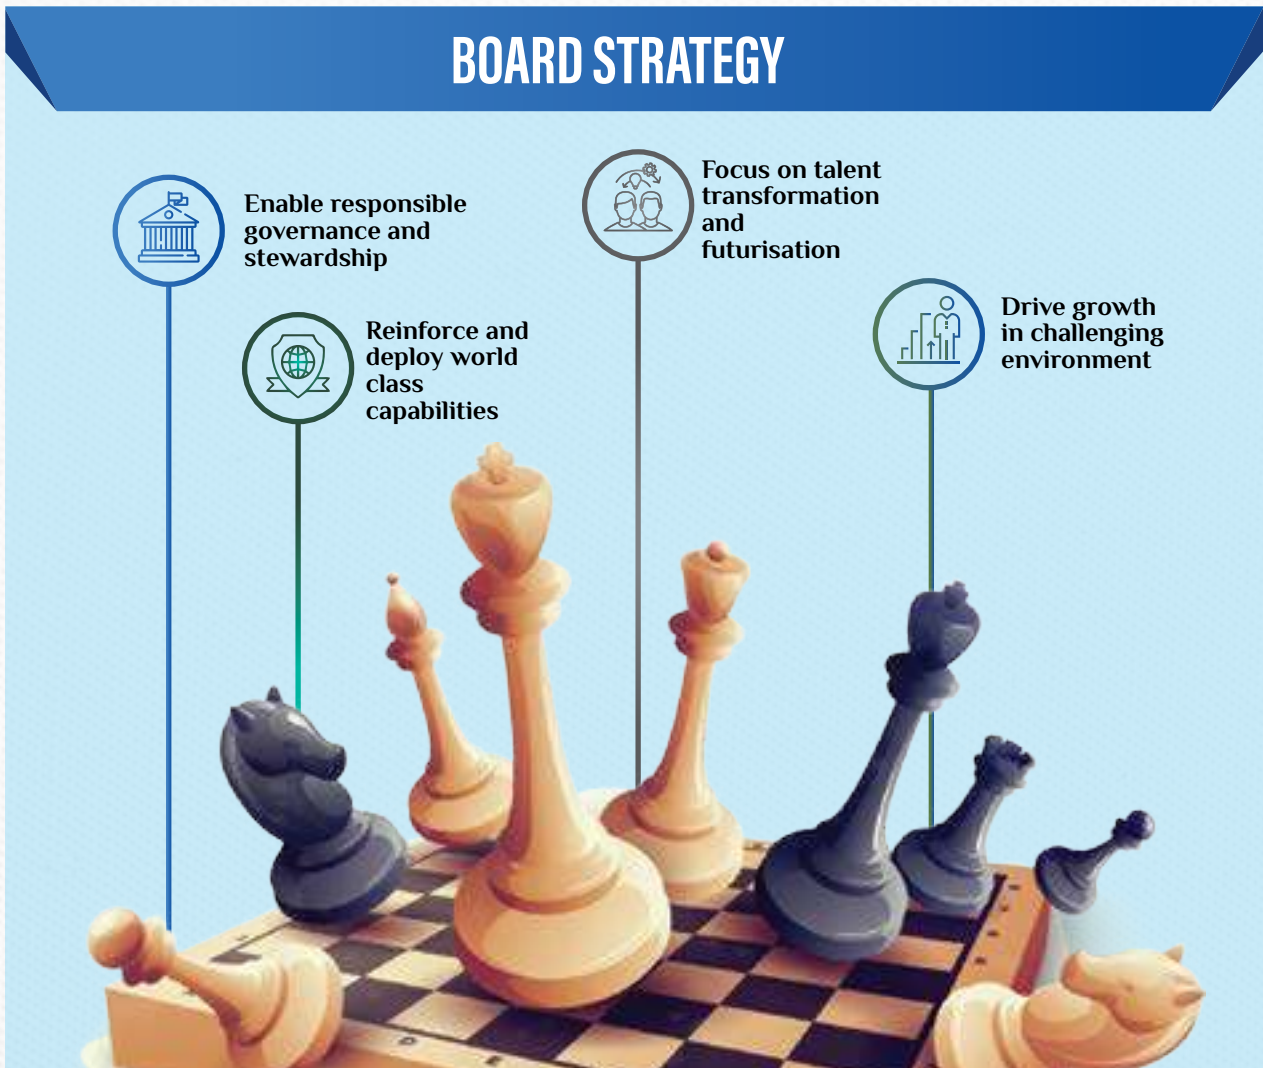 BOARD STRATEGY
Enable responsible
governance and
stewardship
Focus on talent
transformation
and
futurisation
Reinforce and
deploy world
class
capabilities
Drive growth
in challenging
environment
D
E